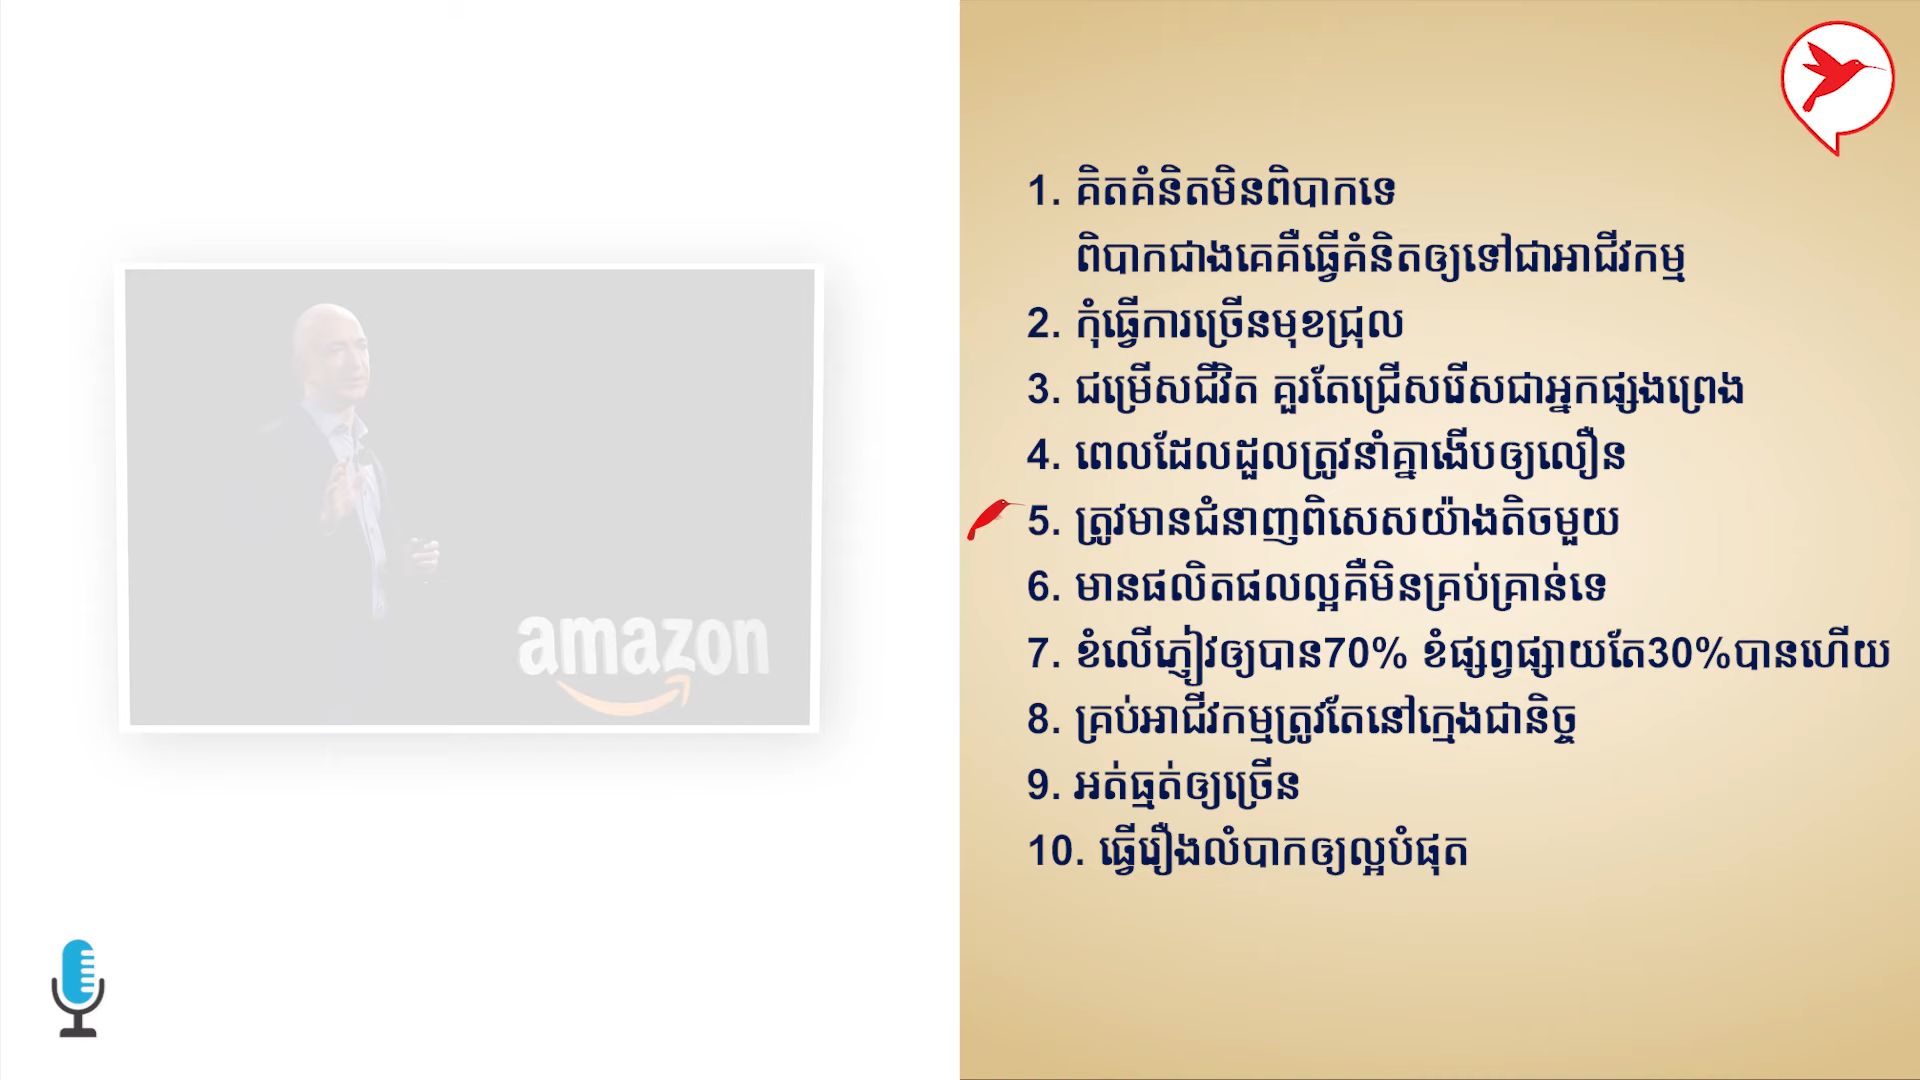 amazon
1. គិតគំនិតមិនពិបាកទេ
ពិបាកជាងគេគឺធ្វើគំនិតឲ្យទៅជាអាជីវកម្ម
2. កុំធ្វើការច្រើនមុខជ្រុល
3. ជម្រើសជីវិត គួរតែជ្រើសរើសជាអ្នកផ្សងព្រេង
4. ពេលដែលដួលត្រូវនាំគ្នាងើបឲ្យលឿន
5. ត្រូវមានជំនាញពិសេសយ៉ាងតិចមួយ
6. មានផលិតផលល្អគឺមិនគ្រប់គ្រាន់ទេ
7. ខំលើភ្ញៀវឲ្យបាន70% ខំផ្សព្វផ្សាយតែ30%បានហើយ
8. គ្រប់អាជីវកម្មត្រូវតែនៅក្មេងជានិច្ច
9. អត់ធ្មត់ឲ្យច្រើន
10. ធ្វើរឿងលំបាកឲ្យល្អបំផុត